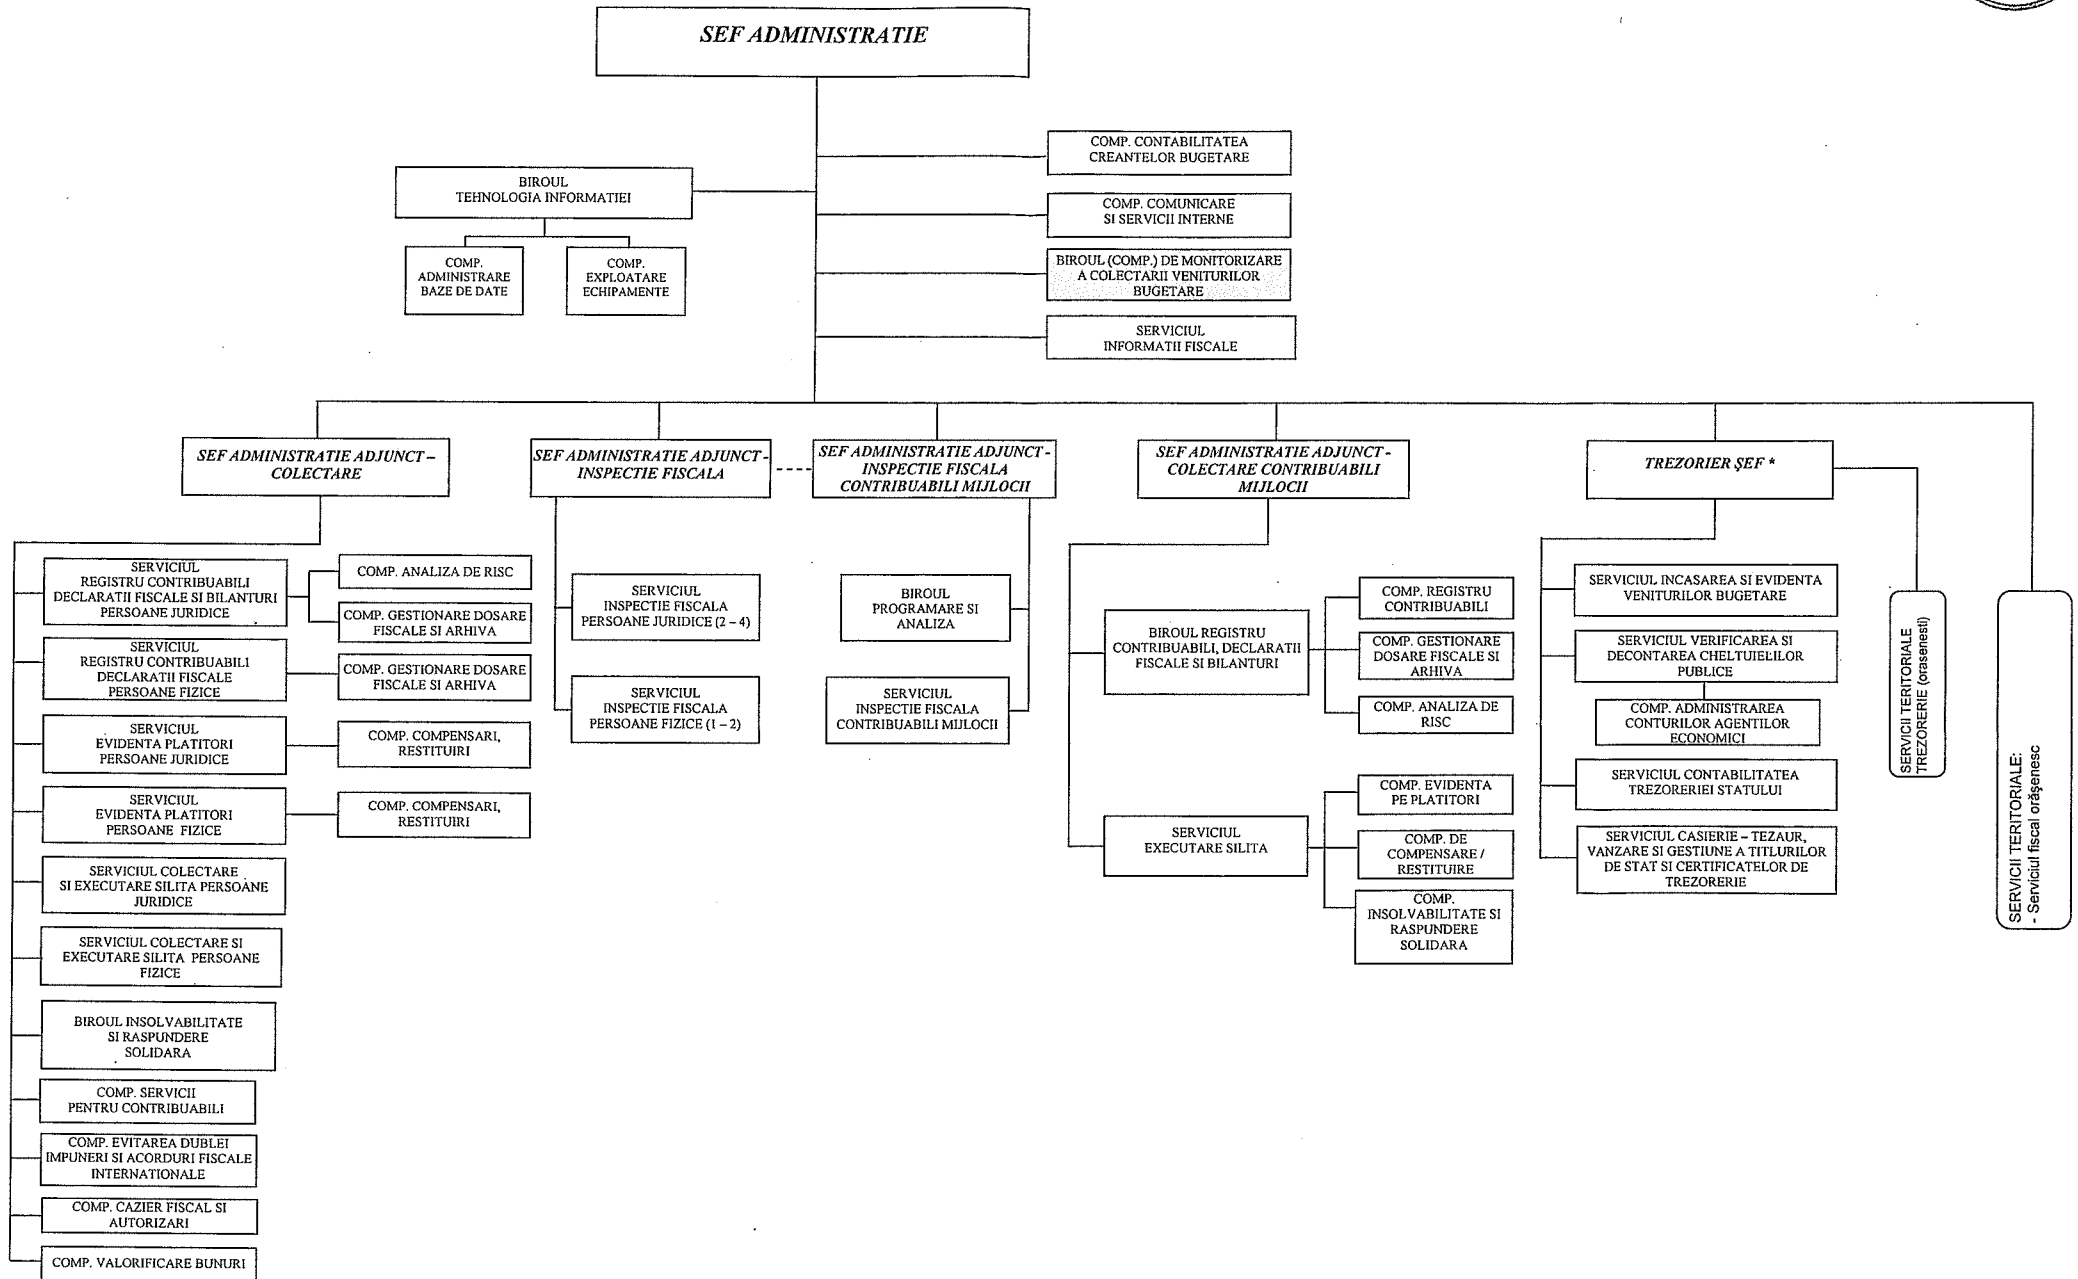 SEF ADMINISTRATIE
COMP. CONTABILITATEA
CREANTELOR BUGETARE
BIROUL
TEHNOLOGIA INFORMATIEI
COMP. COMUNICARE
SI SERVICII INTERNE
COMP.
ADMINISTRARE
BAZE DE DATE
COMP.
EXPLOATARE
ECHIPAMENTE
BIROUL (COMP.) DE MONITORIZARE
A COLECTARII VENITURILOR
BUGETARE
SERVICIUL
INFORMATII FISCALE
SEF ADMINISTRATIE ADJUNCT –
COLECTARE
SEF ADMINISTRATIE ADJUNCT -
INSPECTIE FISCALA
SEF ADMINISTRATIE ADJUNCT -
INSPECTIE FISCALA
CONTRIBUABILI MIJLOCII
SEF ADMINISTRATIE ADJUNCT -
COLECTARE CONTRIBUABILI
MIJLOCII
TREZORIER ŞEF *
SERVICIUL
REGISTRU CONTRIBUABILI
DECLARATII FISCALE SI BILANTURI
PERSOANE JURIDICE
COMP. ANALIZA DE RISC
COMP. GESTIONARE DOSARE
FISCALE SI ARHIVA
SERVICIUL
REGISTRU CONTRIBUABILI
DECLARATII FISCALE
PERSOANE FIZICE
COMP. GESTIONARE DOSARE
FISCALE SI ARHIVA
SERVICIUL
EVIDENTA PLATITORI
PERSOANE JURIDICE
COMP. COMPENSARI,
RESTITUIRI
SERVICIUL
EVIDENTA PLATITORI
PERSOANE FIZICE
COMP. COMPENSARI,
RESTITUIRI
SERVICIUL COLECTARE
SI EXECUTARE SILITA PERSOANE
JURIDICE
SERVICIUL COLECTARE SI
EXECUTARE SILITA PERSOANE
FIZICE
BIROUL INSOLVABILITATE
SI RASPUNDERE
SOLIDARA
COMP. SERVICII
PENTRU CONTRIBUABILI
COMP. EVITAREA DUBLEI
IMPUNERI SI ACORDURI FISCALE
INTERNATIONALE
COMP. CAZIER FISCAL SI
AUTORIZARI
COMP. VALORIFICARE BUNURI
SERVICIUL
INSPECTIE FISCALA
PERSOANE JURIDICE (2 – 4)
SERVICIUL
INSPECTIE FISCALA
PERSOANE FIZICE (1 – 2)
BIROUL
PROGRAMARE SI
ANALIZA
SERVICIUL
INSPECTIE FISCALA
CONTRIBUABILI MIJLOCII
BIROUL REGISTRU
CONTRIBUABILI, DECLARATII
FISCALE SI BILANTURI
COMP. REGISTRU
CONTRIBUABILI
COMP. GESTIONARE
DOSARE FISCALE SI
ARHIVA
COMP. ANALIZA DE
RISC
SERVICIUL
EXECUTARE SILITA
COMP. EVIDENTA
PE PLATITORI
COMP. DE
COMPENSARE /
RESTITUIRE
COMP.
INSOLVABILITATE SI
RASPUNDERE
SOLIDARA
SERVICIUL INCASAREA SI EVIDENTA
VENITURILOR BUGETARE
SERVICIUL VERIFICAREA SI
DECONTAREA CHELTUIELILOR
PUBLICE
COMP. ADMINISTRAREA
CONTURILOR AGENTILOR
ECONOMICI
SERVICIUL CONTABILITATEA
TREZORERIEI STATULUI
SERVICIUL CASIERIE – TEZAUR,
VANZARE SI GESTIUNE A TITLURILOR
DE STAT SI CERTIFICATELOR DE
TREZORERIE
SERVICII TERITORIALE
TREZORERIE (orasenesti)
SERVICII TERITORIALE:
- Serviciul fiscal orăşenesc